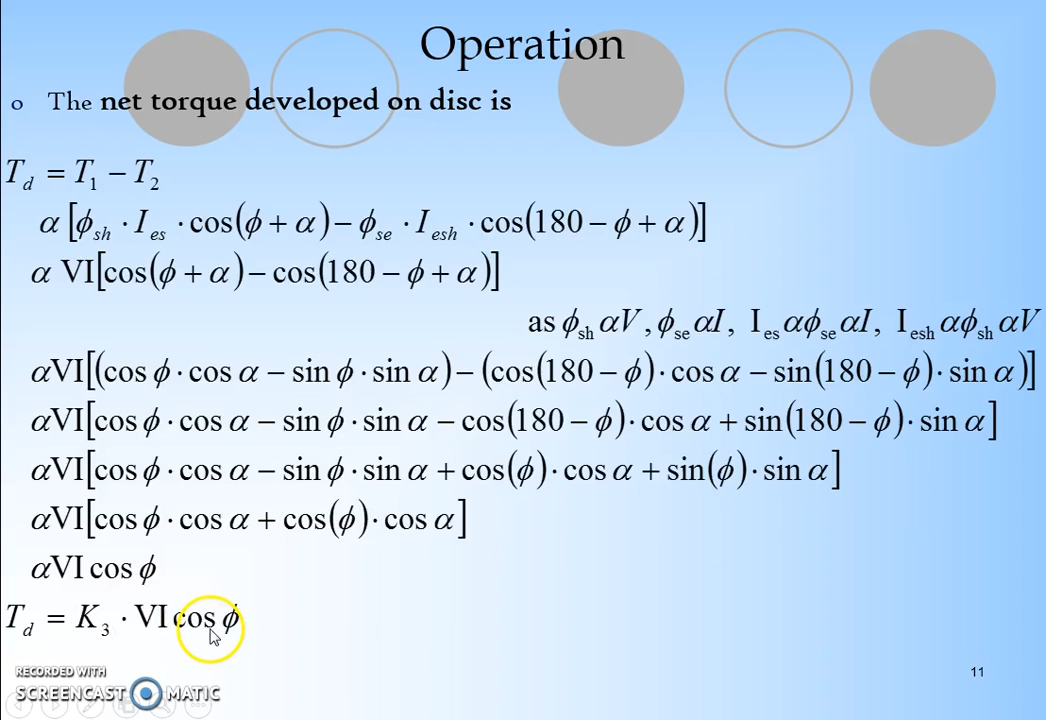 Operation
o The net torque developed on disc is
T_d = T_1 − T_2
α [ϕ_sh · I_es · cos(ϕ + α) − ϕ_se · I_esh · cos(180 − ϕ + α)]
α VI[cos(ϕ + α) − cos(180 − ϕ + α)]
as ϕ_sh αV, ϕ_se αI, I_es αϕ_se αI, I_esh αϕ_sh αV
αVI[(cos ϕ · cos α − sin ϕ · sin α) − (cos(180 − ϕ) · cos α − sin(180 − ϕ) · sin α)]
αVI[cos ϕ · cos α − sin ϕ · sin α − cos(180 − ϕ) · cos α + sin(180 − ϕ) · sin α]
αVI[cos ϕ · cos α − sin ϕ · sin α + cos(ϕ) · cos α + sin(ϕ) · sin α]
αVI[cos ϕ · cos α + cos(ϕ) · cos α]
αVI cos ϕ
T_d = K_3 · VI cos ϕ
11
RECORDED WITH
SCREENCAST MATIC